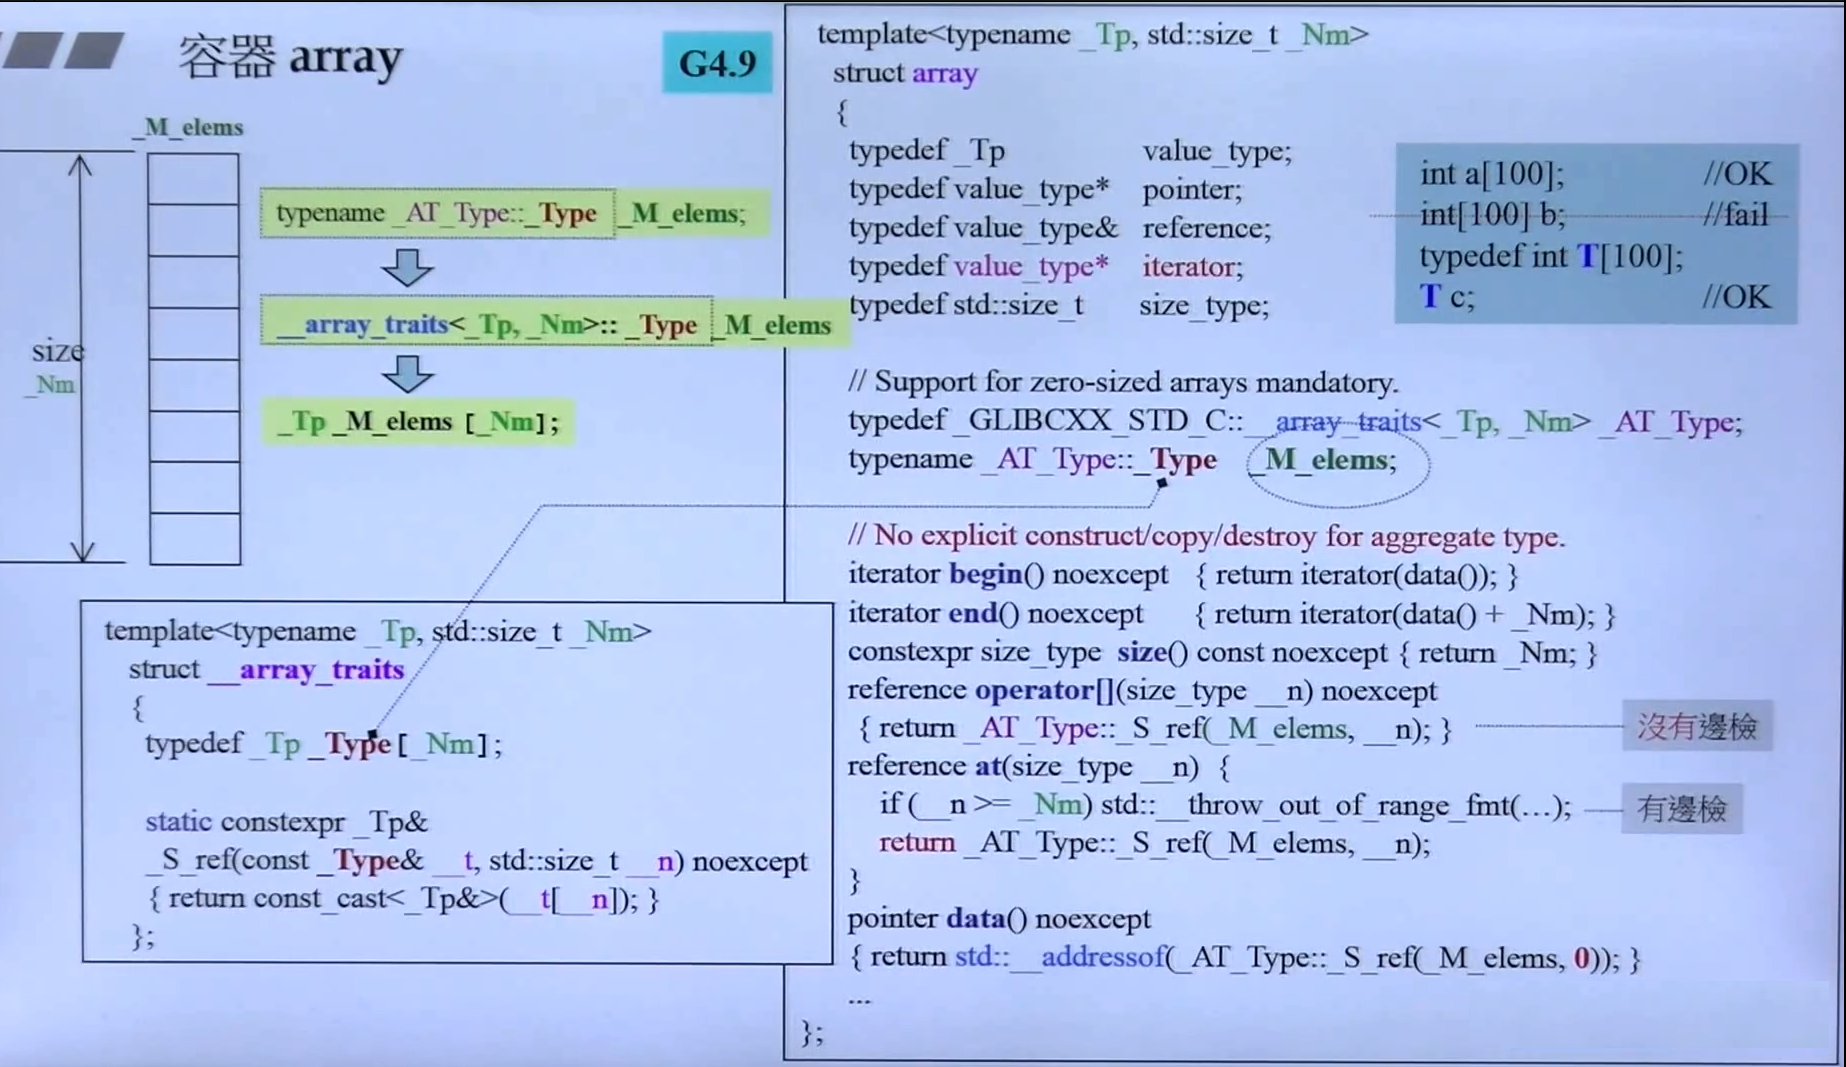 容器 array
G4.9
_M_elems
size
_Nm
typename _AT_Type::_Type _M_elems;
__array_traits<_Tp, _Nm>:: _Type _M_elems
_Tp _M_elems [_Nm];
template<typename _Tp, std::size_t _Nm>
struct __array_traits
{
typedef _Tp _Type[_Nm];
static constexpr _Tp&
_S_ref(const _Type& __t, std::size_t __n) noexcept
{ return const_cast<_Tp&>(__t[__n]); }
};
template<typename _Tp, std::size_t _Nm>
struct array
{
typedef _Tp value_type;
typedef value_type* pointer;
typedef value_type& reference;
typedef value_type* iterator;
typedef std::size_t size_type;
// Support for zero-sized arrays mandatory.
typedef _GLIBCXX_STD_C::__array_traits<_Tp, _Nm> _AT_Type;
typename _AT_Type::_Type _M_elems;
// No explicit construct/copy/destroy for aggregate type.
iterator begin() noexcept { return iterator(data()); }
iterator end() noexcept { return iterator(data() + _Nm); }
constexpr size_type size() const noexcept { return _Nm; }
reference operator[](size_type __n) noexcept
{ return _AT_Type::_S_ref(_M_elems, __n); }
沒有邊檢
reference at(size_type __n) {
if (__n >= _Nm) std::__throw_out_of_range_fmt(…);
有邊檢
return _AT_Type::_S_ref(_M_elems, __n);
}
pointer data() noexcept
{ return std::__addressof(_AT_Type::_S_ref(_M_elems, 0)); }
...
};
int a[100]; //OK
int[100] b; //fail
typedef int T[100];
T c; //OK